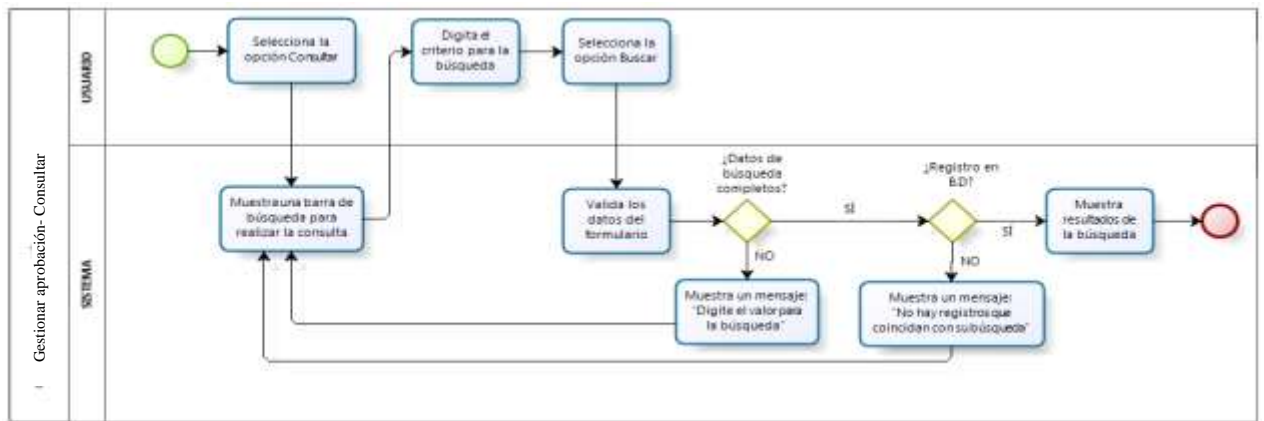 Gestionar aprobación- Consultar
USUARIO
Selecciona la
opción Consultar
Digita el
criterio para la
búsqueda
Selecciona la
opción Buscar
SISTEMA
Muestra una barra de
búsqueda para
realizar la consulta
Valida los
datos del
formulario
¿Datos de
búsqueda
completos?
SÍ
NO
Muestra un mensaje:
"Digite el valor para
la búsqueda"
¿Registro en
BD?
SÍ
NO
Muestra un mensaje:
"No hay registros que
coincidan con su búsqueda"
Muestra
resultados de
la búsqueda